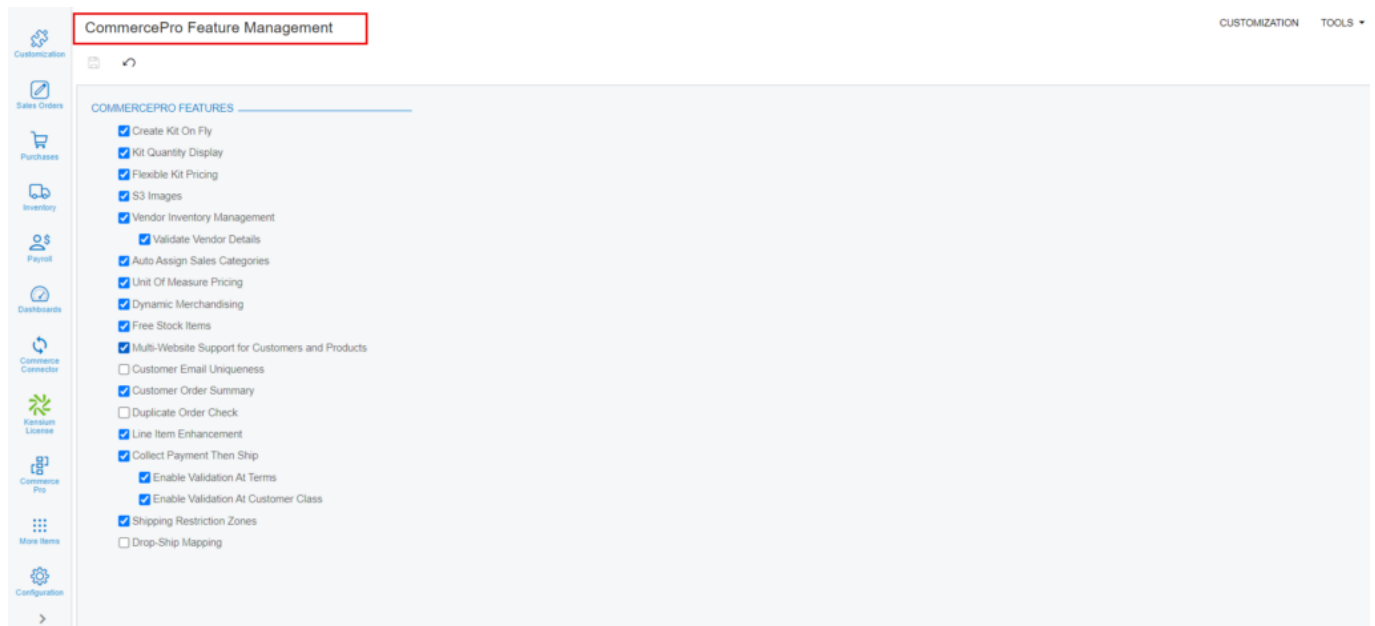 CommercePro Feature Management
CUSTOMIZATION
TOOLS
Customization
Sales Orders
Purchases
Inventory
Payroll
Dashboards
Commerce
Connector
Kensium
License
Commerce
Pro
More Items
Configuration
COMMERCEPRO FEATURES
Create Kit On Fly
Kit Quantity Display
Flexible Kit Pricing
S3 Images
Vendor Inventory Management
Validate Vendor Details
Auto Assign Sales Categories
Unit Of Measure Pricing
Dynamic Merchandising
Free Stock Items
Multi-Website Support for Customers and Products
Customer Email Uniqueness
Customer Order Summary
Duplicate Order Check
Line Item Enhancement
Collect Payment Then Ship
Enable Validation At Terms
Enable Validation At Customer Class
Shipping Restriction Zones
Drop-Ship Mapping